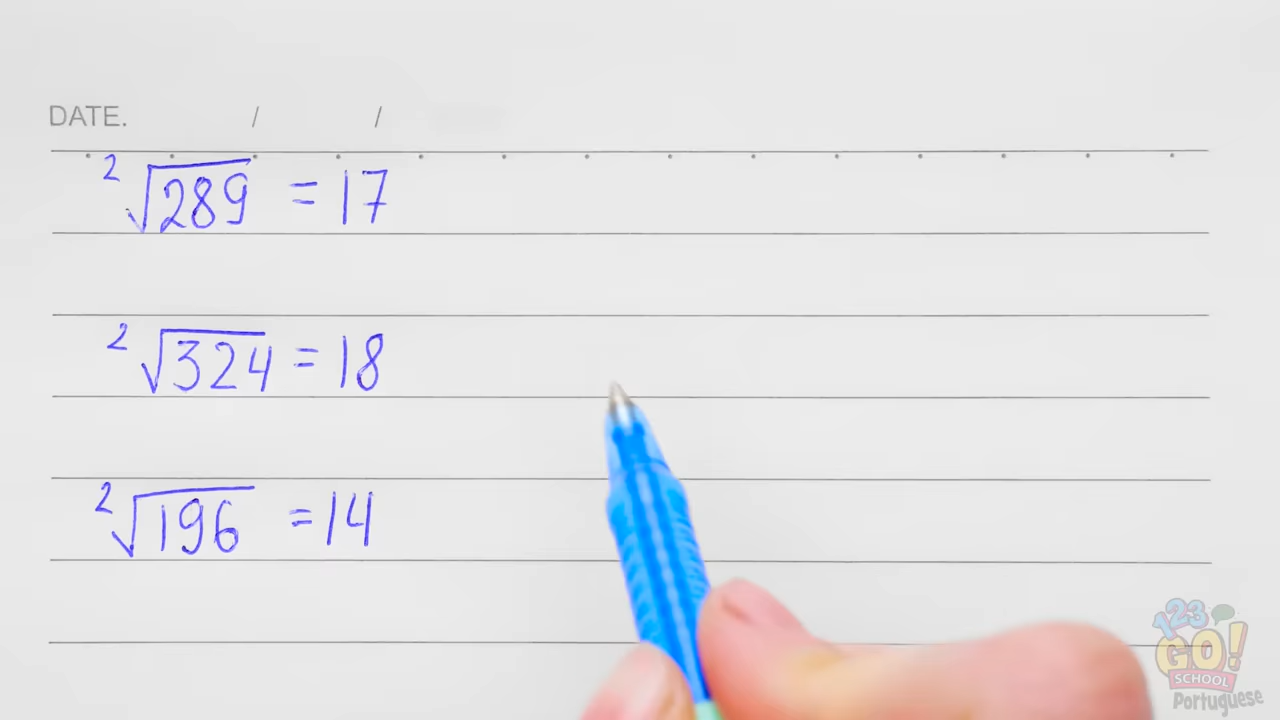 DATE. / /
²√289 = 17
²√324 = 18
²√196 = 14
123 GO! SCHOOL Portuguese